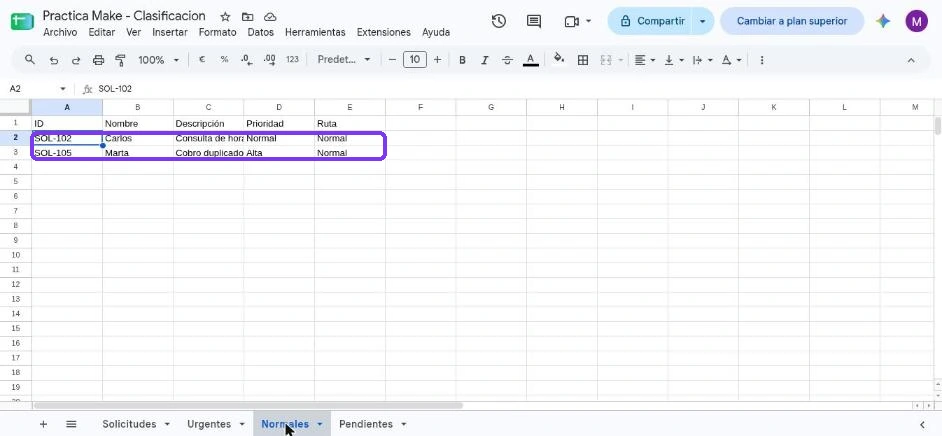 Practica Make - Clasificacion
Archivo Editar Ver Insertar Formato Datos Herramientas Extensiones Ayuda
Compartir
Cambiar a plan superior
M
100% € % .0 .00 123 Predet... 10 B I S A
A2 fx SOL-102
A B C D E F G H I J K L M
1 ID Nombre Descripción Prioridad Ruta
2 SOL-102 Carlos Consulta de hora Normal Normal
3 SOL-105 Marta Cobro duplicado Alta Normal
4
5
6
7
8
9
10
11
12
13
14
15
16
17
18
19
Solicitudes Urgentes Normales Pendientes